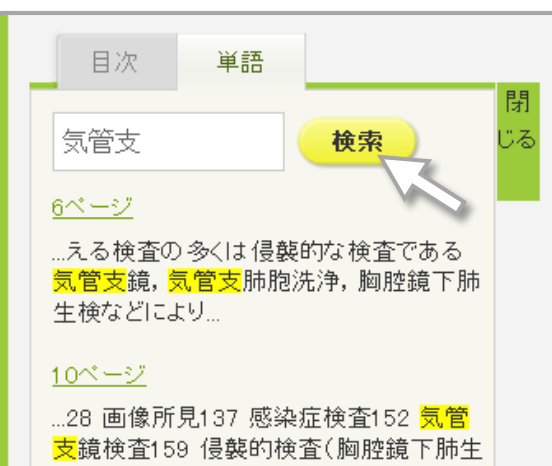 目次 単語
閉
じる
気管支 検索
6ページ
...える検査の多くは侵襲的な検査である
気管支鏡，気管支肺胞洗浄，胸腔鏡下肺
生検などにより...
10ページ
...28 画像所見137 感染症検査152 気管
支鏡検査159 侵襲的検査（胸腔鏡下肺生